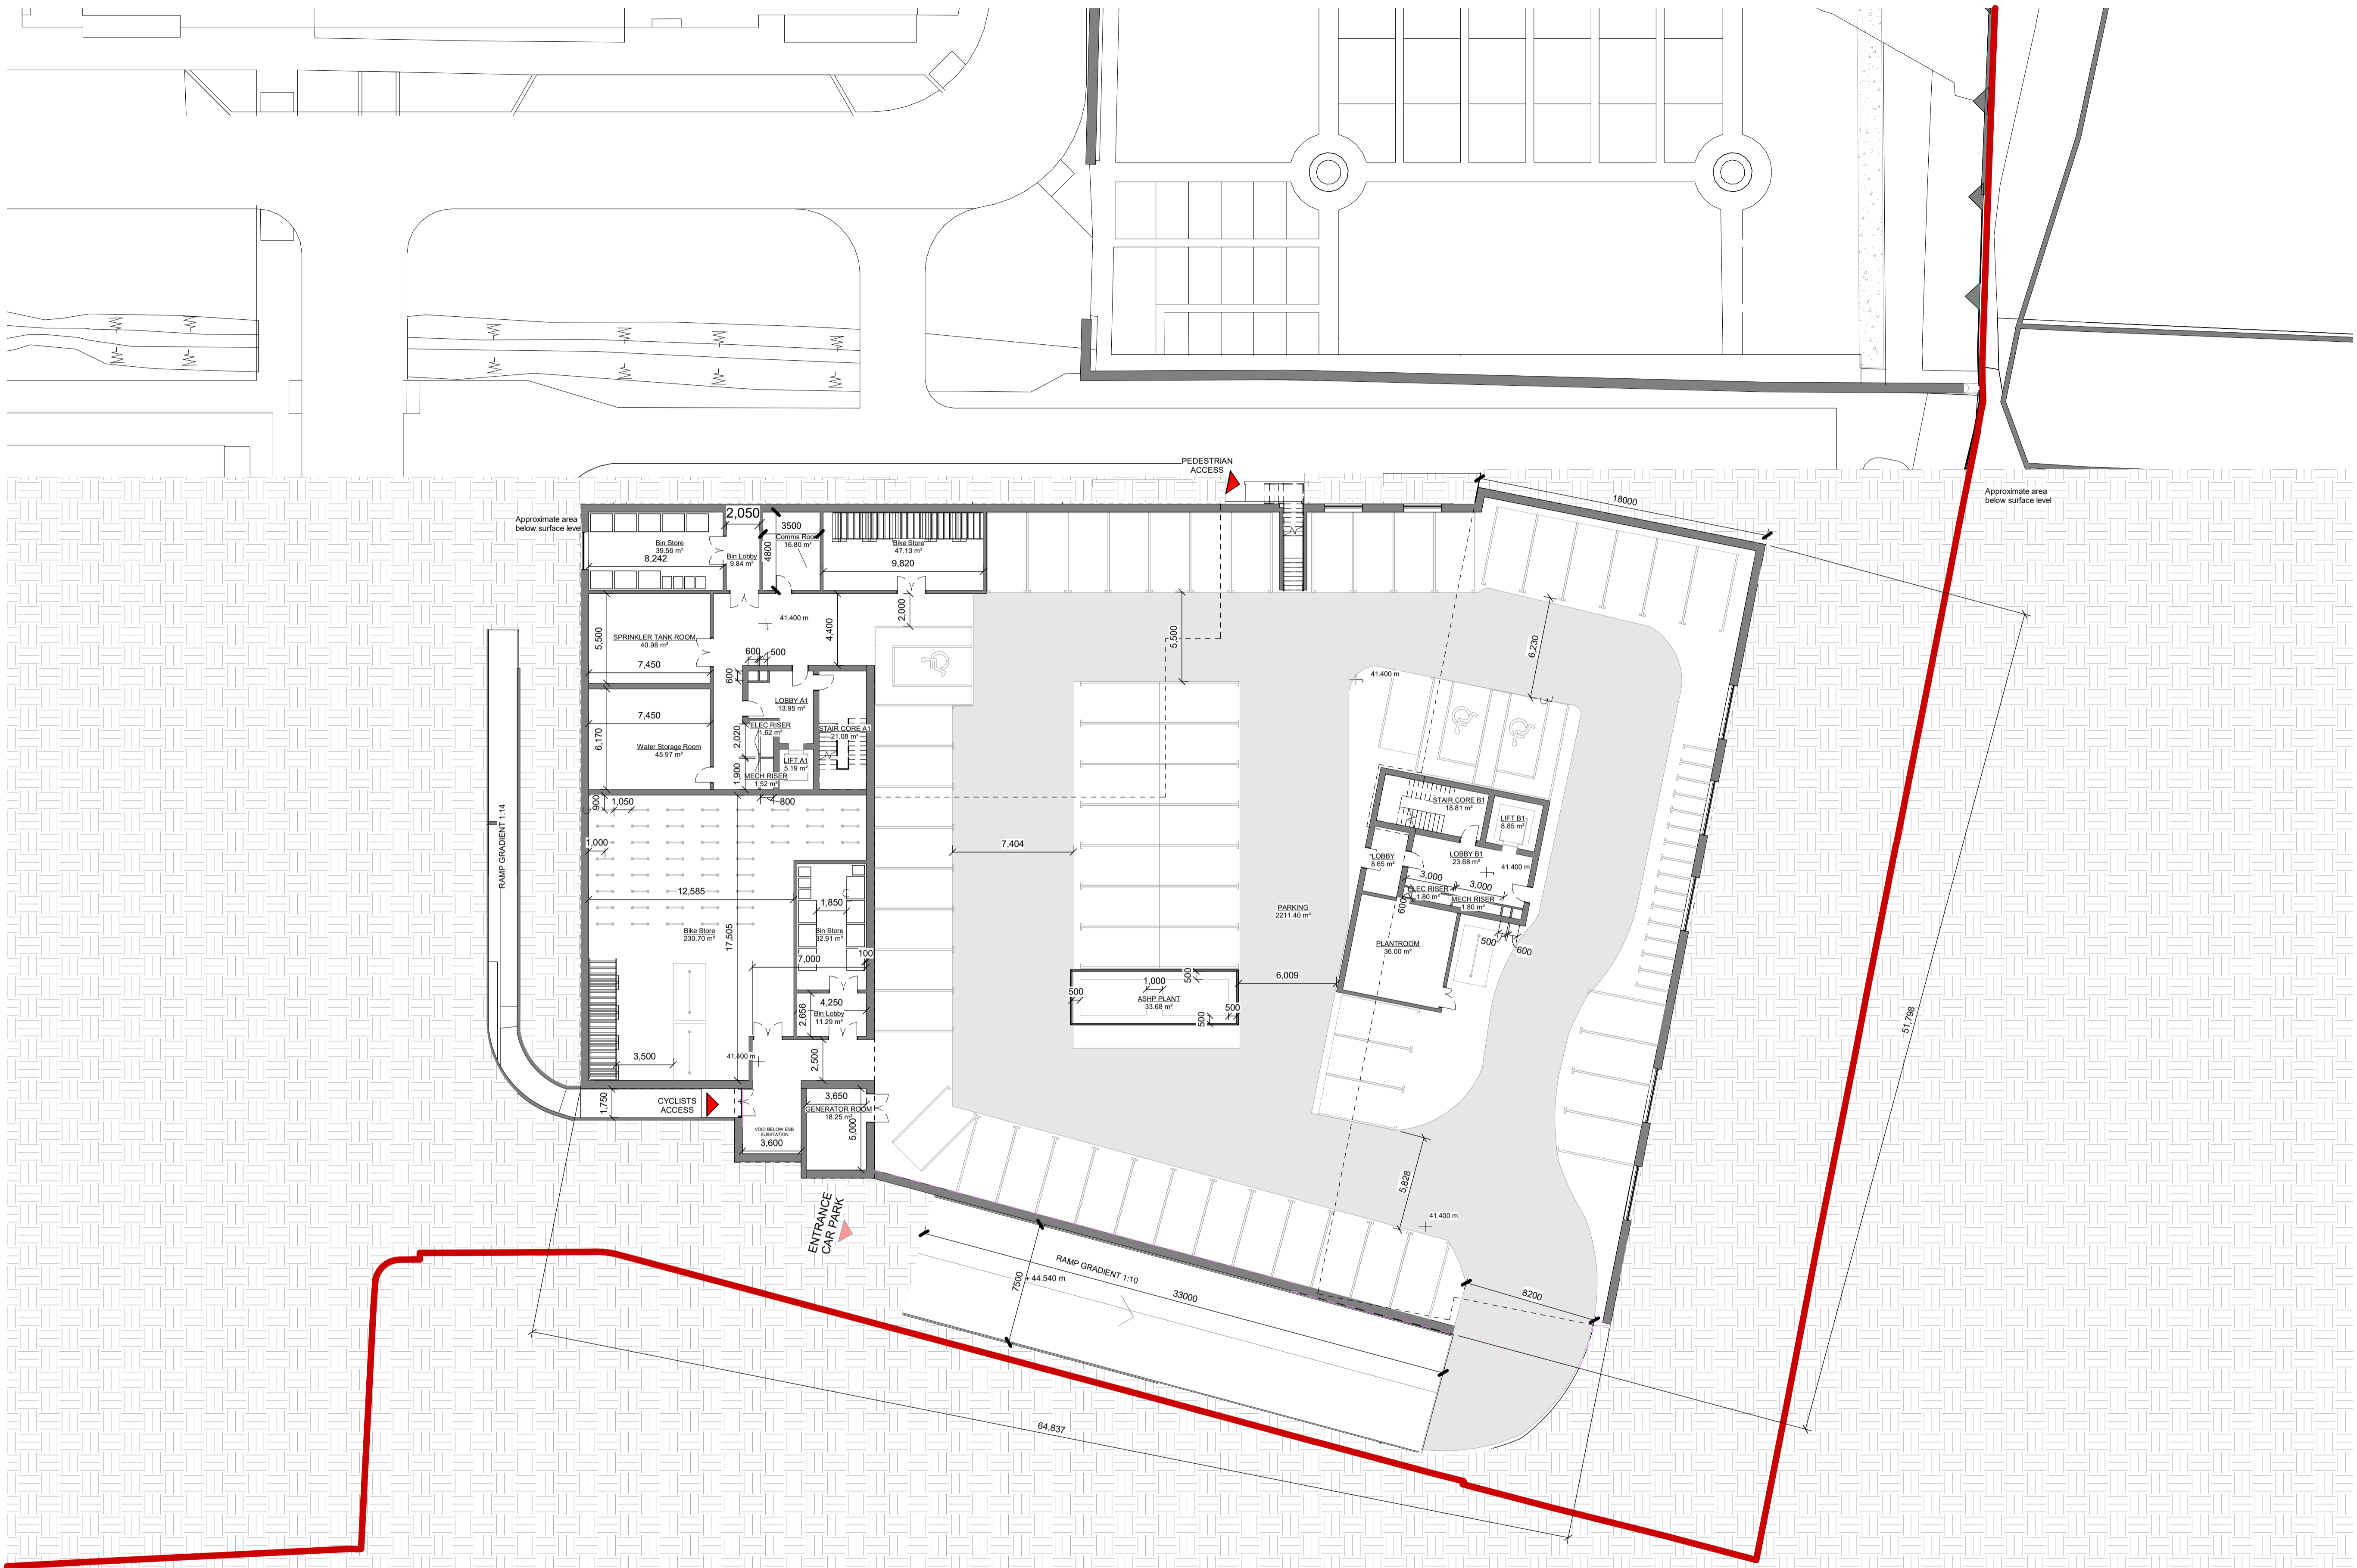 PEDESTRIAN
ACCESS
Approximate area
below surface level
18000
Approximate area
below surface level
2,050
3500
Bin Store
39.56 m²
8,242
Bin Lobby
9.84 m²
4800
Comms Room
16.80 m²
Bike Store
47.13 m²
9,820
2,000
4,400
41.400 m
5,500
SPRINKLER TANK ROOM
40.98 m²
7,450
600
500
600
5,500
6,230
41.400 m
LOBBY A1
13.95 m²
ELEC RISER
1.62 m²
STAIR CORE A1
21.08 m²
7,450
6,170
Water Storage Room
45.97 m²
2,020
LIFT A1
5.19 m²
1,900
MECH RISER
1.52 m²
900
1,050
800
1,000
RAMP GRADIENT 1:14
7,404
STAIR CORE B1
18.81 m²
LIFT B1
8.85 m²
LOBBY
8.65 m²
LOBBY B1
23.68 m²
41.400 m
3,000
3,000
ELEC RISER
1.80 m²
MECH RISER
1.80 m²
600
500
600
12,585
1,850
Bike Store
230.70 m²
17,505
Bin Store
32.91 m²
7,000
100
PARKING
2211.40 m²
PLANTROOM
36.00 m²
6,009
500
1,000
500
ASHP PLANT
33.68 m²
500
500
4,250
2,656
Bin Lobby
11.29 m²
3,500
41.400 m
2,500
51,798
1,750
CYCLISTS
ACCESS
3,650
GENERATOR ROOM
18.25 m²
5,000
VOID BELOW ESB
SUBSTATION
3,600
5,828
41.400 m
ENTRANCE
CAR PARK
RAMP GRADIENT 1:10
7500
+ 44.540 m
33000
8200
64,837